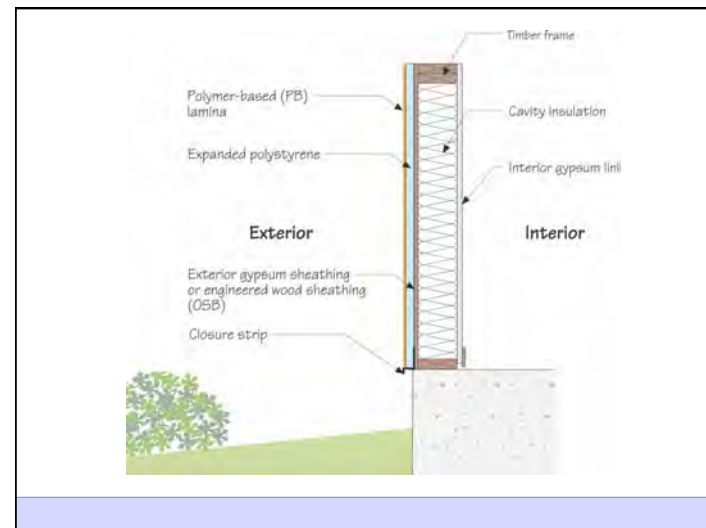 Timber frame
Polymer-based (PB)
lamina
Cavity insulation
Expanded polystyrene
Interior gypsum lini
Exterior
Interior
Exterior gypsum sheathing
or engineered wood sheathing
(OSB)
Closure strip